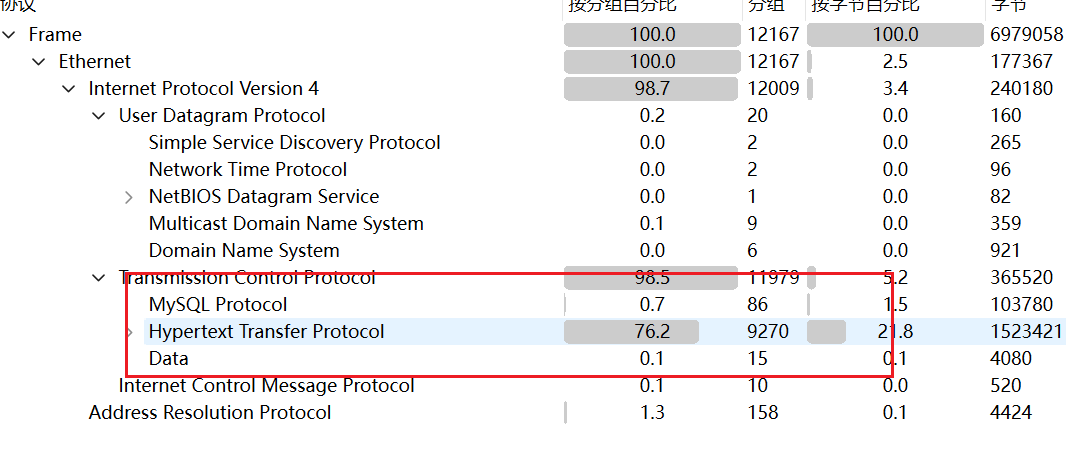 协议 按分组百分比 分组 按字节百分比 字节
Frame 100.0 12167 100.0 6979058
Ethernet 100.0 12167 2.5 177367
Internet Protocol Version 4 98.7 12009 3.4 240180
User Datagram Protocol 0.2 20 0.0 160
Simple Service Discovery Protocol 0.0 2 0.0 265
Network Time Protocol 0.0 2 0.0 96
NetBIOS Datagram Service 0.0 1 0.0 82
Multicast Domain Name System 0.1 9 0.0 359
Domain Name System 0.0 6 0.0 921
Transmission Control Protocol 98.5 11979 5.2 365520
MySQL Protocol 0.7 86 1.5 103780
Hypertext Transfer Protocol 76.2 9270 21.8 1523421
Data 0.1 15 0.1 4080
Internet Control Message Protocol 0.1 10 0.0 520
Address Resolution Protocol 1.3 158 0.1 4424